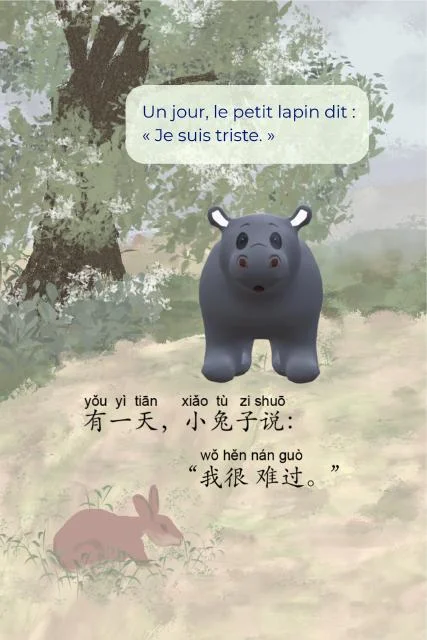 Un jour, le petit lapin dit :
« Je suis triste. »
yǒu yì tiān xiǎo tù zi shuō
有一天，小兔子说：
wǒ hěn nán guò
“我很 难过。”